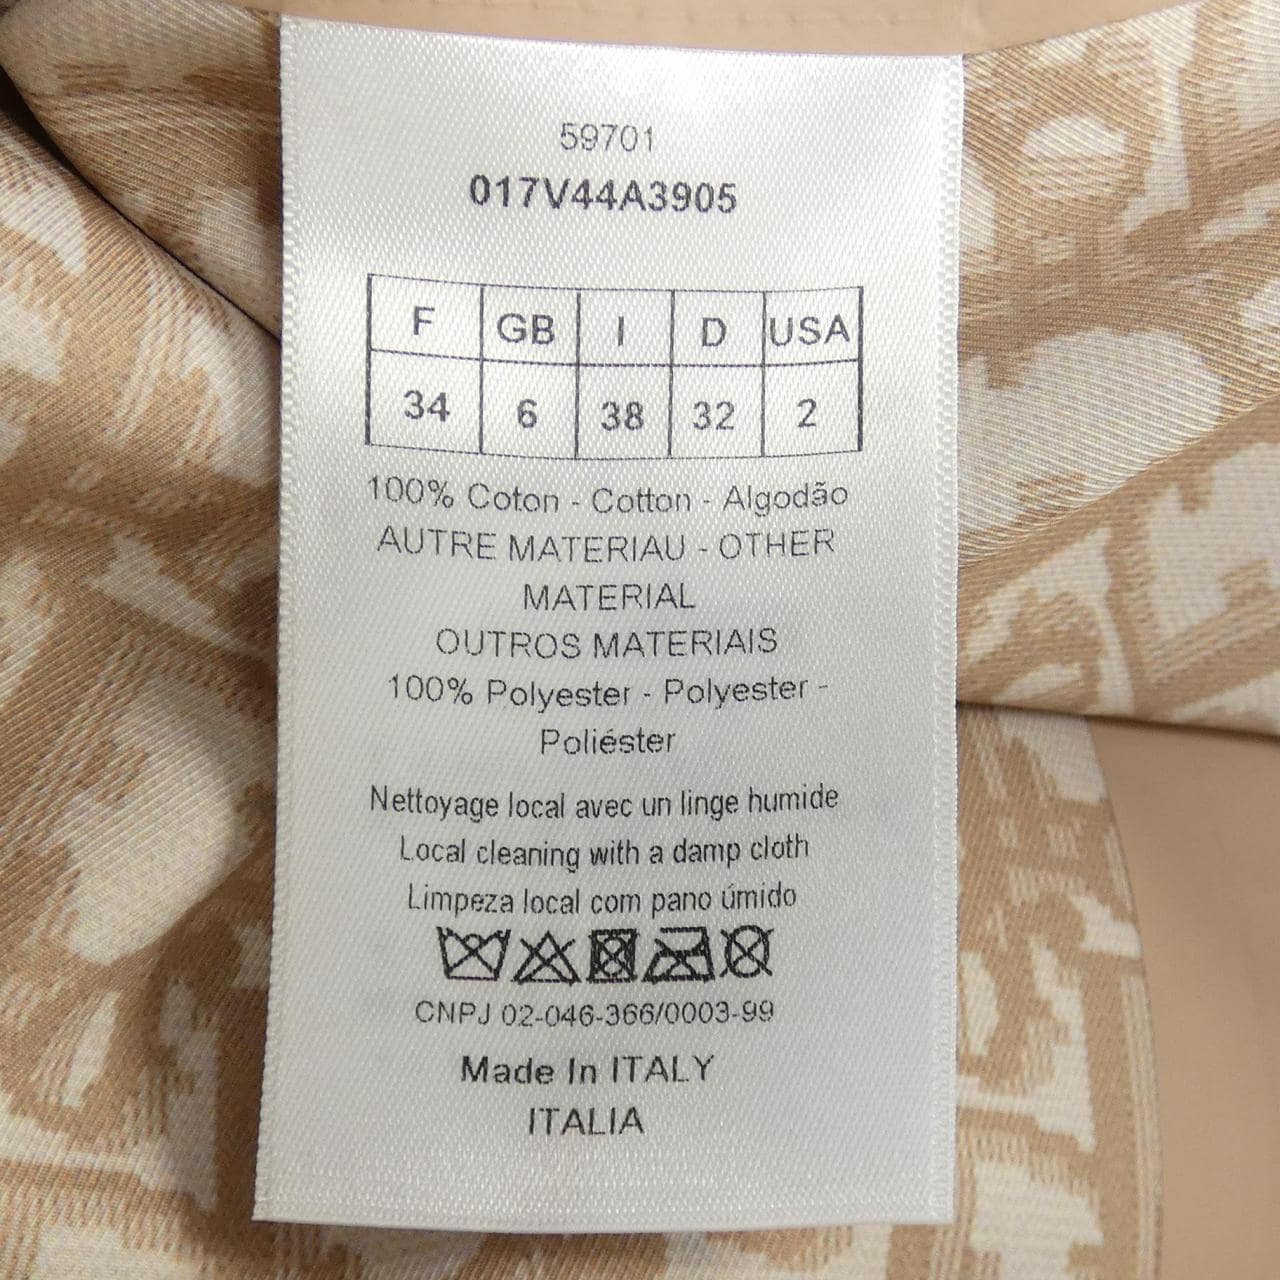 59701
017V44A3905
F GB I D USA
34 6 38 32 2
100% Coton - Cotton - Algodão
AUTRE MATERIAU - OTHER
MATERIAL
OUTROS MATERIAIS
100% Polyester - Polyester -
Poliéster
Nettoyage local avec un linge humide
Local cleaning with a damp cloth
Limpeza local com pano úmido
CNPJ 02-046-366/0003-99
Made In ITALY
ITALIA